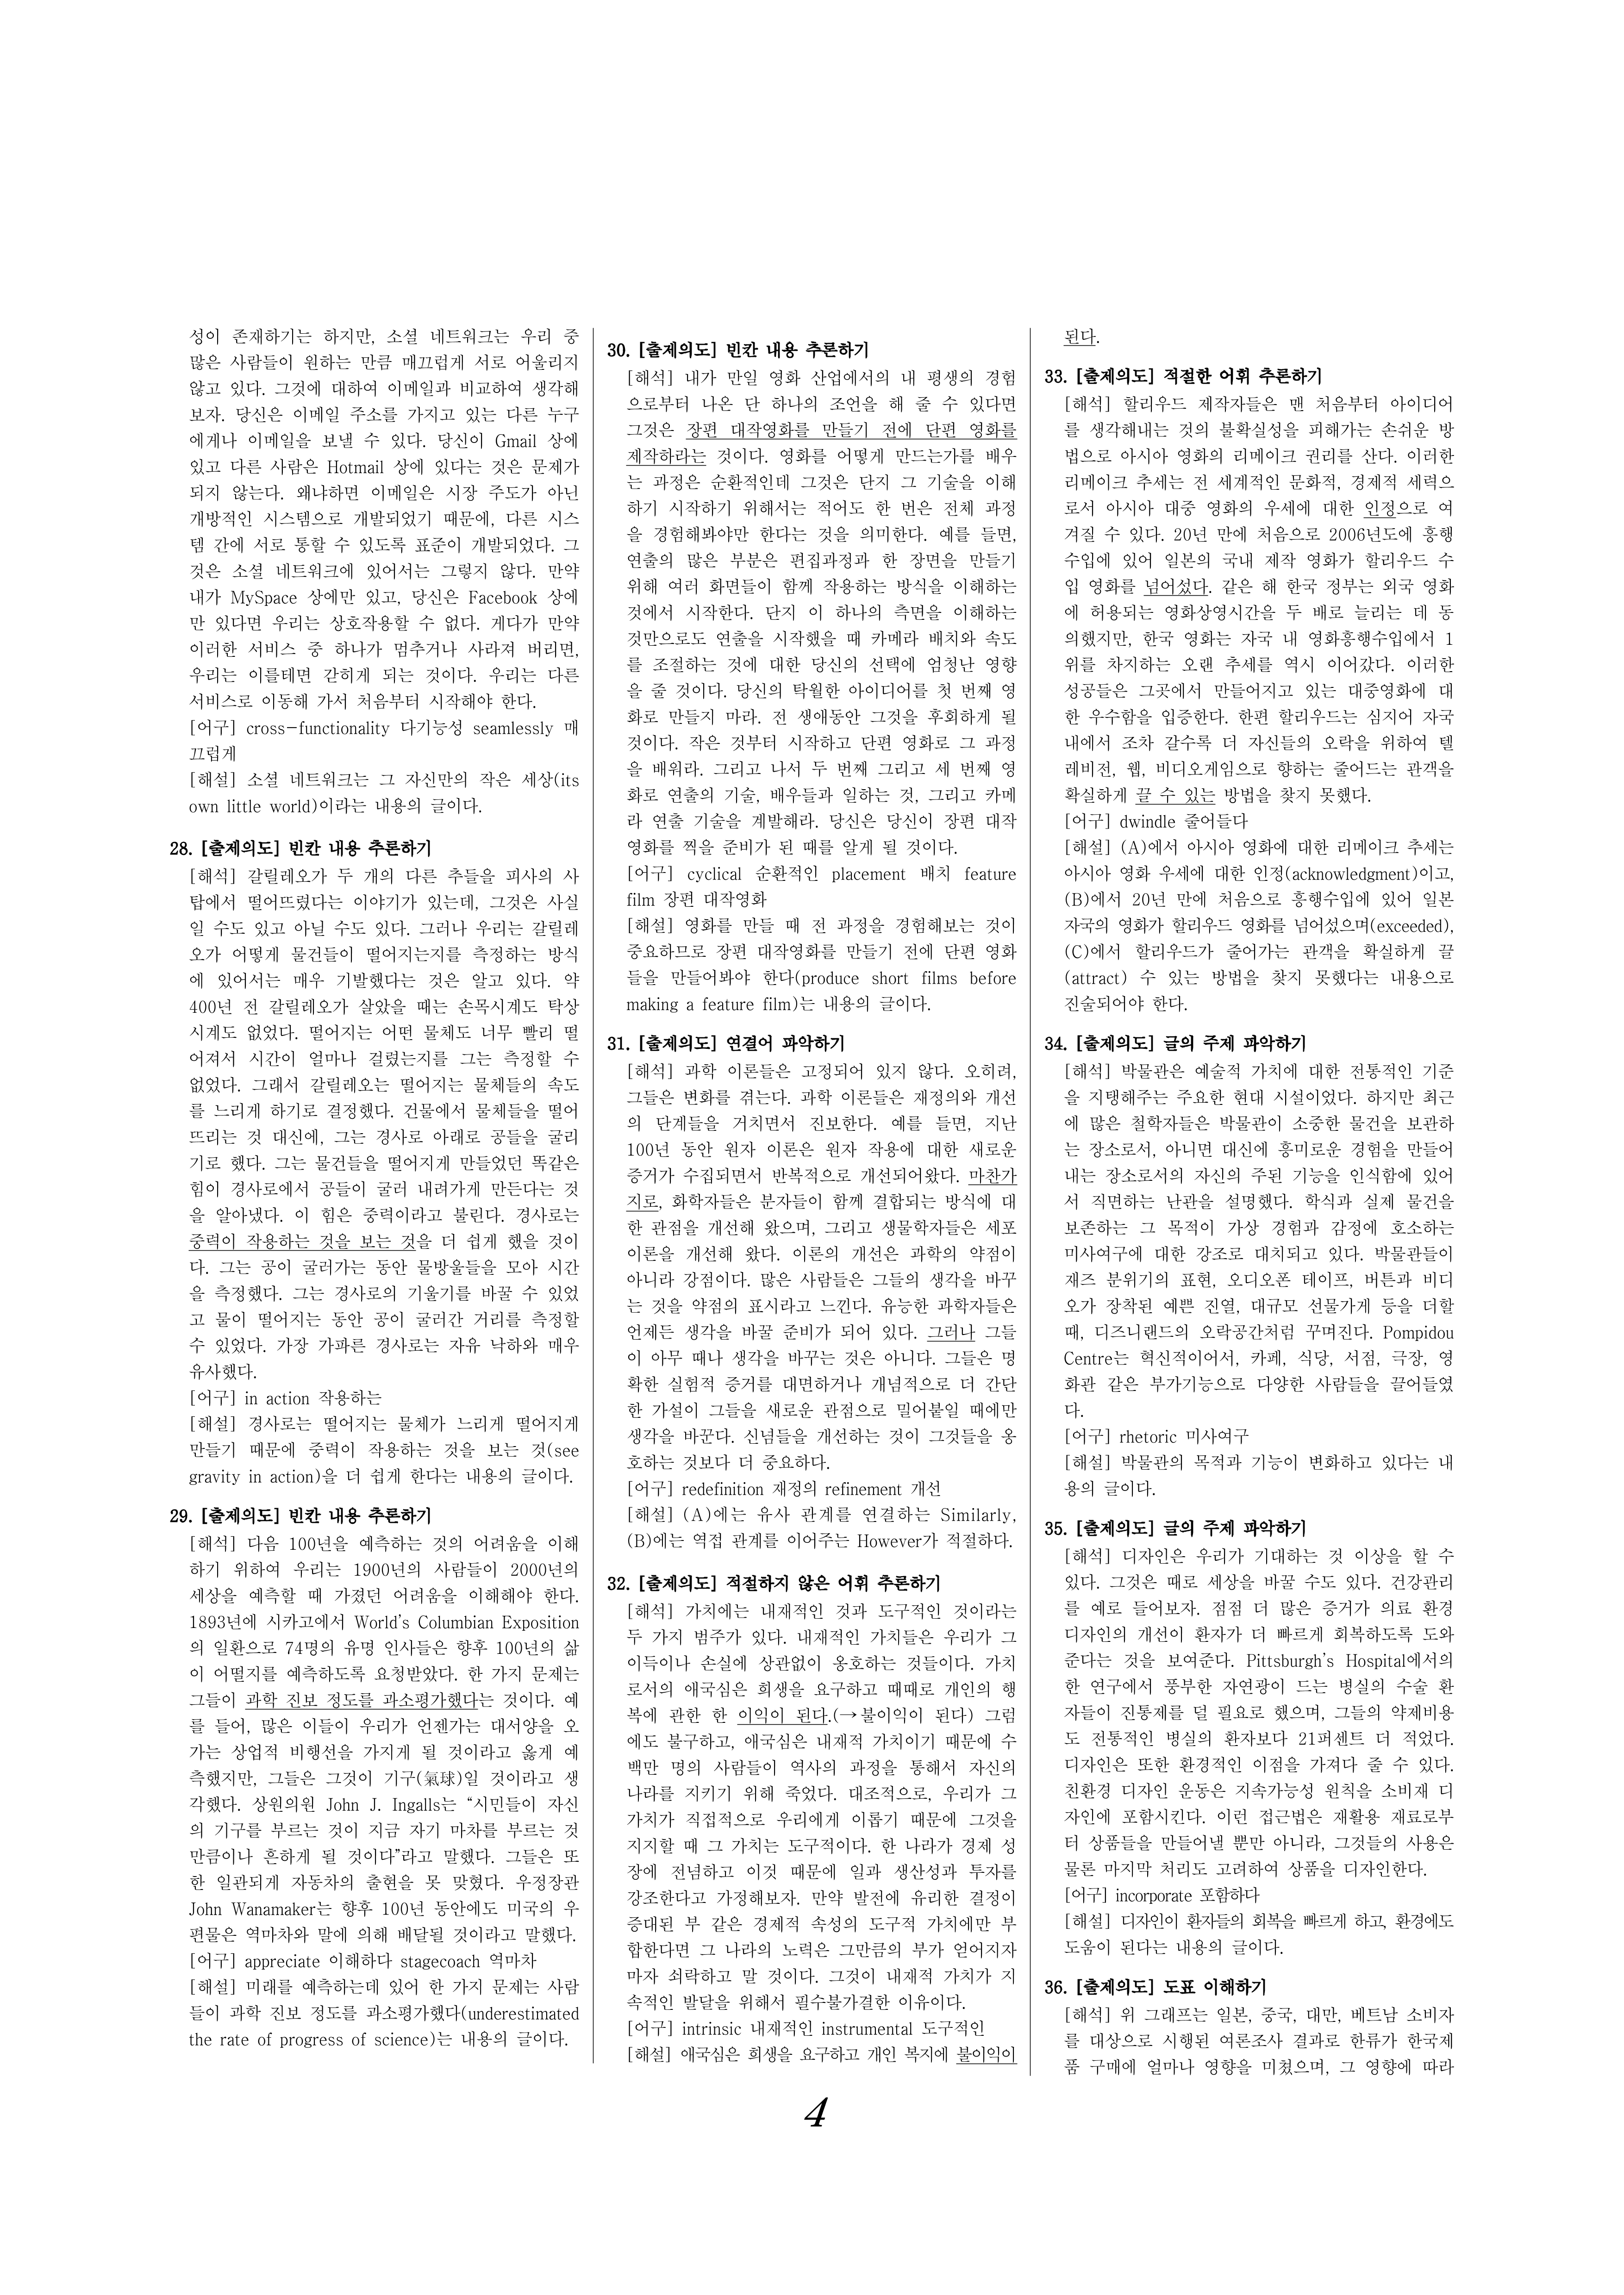 성이 존재하기는 하지만, 소셜 네트워크는 우리 중
많은 사람들이 원하는 만큼 매끄럽게 서로 어울리지
않고 있다. 그것에 대하여 이메일과 비교하여 생각해
보자. 당신은 이메일 주소를 가지고 있는 다른 누구
에게나 이메일을 보낼 수 있다. 당신이 Gmail 상에
있고 다른 사람은 Hotmail 상에 있다는 것은 문제가
되지 않는다. 왜냐하면 이메일은 시장 주도가 아닌
개방적인 시스템으로 개발되었기 때문에, 다른 시스
템 간에 서로 통할 수 있도록 표준이 개발되었다. 그
것은 소셜 네트워크에 있어서는 그렇지 않다. 만약
내가 MySpace 상에만 있고, 당신은 Facebook 상에
만 있다면 우리는 상호작용할 수 없다. 게다가 만약
이러한 서비스 중 하나가 멈추거나 사라져 버리면,
우리는 이를테면 갇히게 되는 것이다. 우리는 다른
서비스로 이동해 가서 처음부터 시작해야 한다.
[어구] cross-functionality 다기능성 seamlessly 매
끄럽게
[해설] 소셜 네트워크는 그 자신만의 작은 세상(its
own little world)이라는 내용의 글이다.
28. [출제의도] 빈칸 내용 추론하기
[해석] 갈릴레오가 두 개의 다른 추들을 피사의 사
탑에서 떨어뜨렸다는 이야기가 있는데, 그것은 사실
일 수도 있고 아닐 수도 있다. 그러나 우리는 갈릴레
오가 어떻게 물건들이 떨어지는지를 측정하는 방식
에 있어서는 매우 기발했다는 것은 알고 있다. 약
400년 전 갈릴레오가 살았을 때는 손목시계도 탁상
시계도 없었다. 떨어지는 어떤 물체도 너무 빨리 떨
어져서 시간이 얼마나 걸렸는지를 그는 측정할 수
없었다. 그래서 갈릴레오는 떨어지는 물체들의 속도
를 느리게 하기로 결정했다. 건물에서 물체들을 떨어
뜨리는 것 대신에, 그는 경사로 아래로 공들을 굴리
기로 했다. 그는 물건들을 떨어지게 만들었던 똑같은
힘이 경사로에서 공들이 굴러 내려가게 만든다는 것
을 알아냈다. 이 힘은 중력이라고 불린다. 경사로는
중력이 작용하는 것을 보는 것을 더 쉽게 했을 것이
다. 그는 공이 굴러가는 동안 물방울들을 모아 시간
을 측정했다. 그는 경사로의 기울기를 바꿀 수 있었
고 물이 떨어지는 동안 공이 굴러간 거리를 측정할
수 있었다. 가장 가파른 경사로는 자유 낙하와 매우
유사했다.
[어구] in action 작용하는
[해설] 경사로는 떨어지는 물체가 느리게 떨어지게
만들기 때문에 중력이 작용하는 것을 보는 것(see
gravity in action)을 더 쉽게 한다는 내용의 글이다.
29. [출제의도] 빈칸 내용 추론하기
[해석] 다음 100년을 예측하는 것의 어려움을 이해
하기 위하여 우리는 1900년의 사람들이 2000년의
세상을 예측할 때 가졌던 어려움을 이해해야 한다.
1893년에 시카고에서 World's Columbian Exposition
의 일환으로 74명의 유명 인사들은 향후 100년의 삶
이 어떨지를 예측하도록 요청받았다. 한 가지 문제는
그들이 과학 진보 정도를 과소평가했다는 것이다. 예
를 들어, 많은 이들이 우리가 언젠가는 대서양을 오
가는 상업적 비행선을 가지게 될 것이라고 옳게 예
측했지만, 그들은 그것이 기구(氣球)일 것이라고 생
각했다. 상원의원 John J. Ingalls는 “시민들이 자신
의 기구를 부르는 것이 지금 자기 마차를 부르는 것
만큼이나 흔하게 될 것이다”라고 말했다. 그들은 또
한 일관되게 자동차의 출현을 못 맞혔다. 우정장관
John Wanamaker는 향후 100년 동안에도 미국의 우
편물은 역마차와 말에 의해 배달될 것이라고 말했다.
[어구] appreciate 이해하다 stagecoach 역마차
[해설] 미래를 예측하는데 있어 한 가지 문제는 사람
들이 과학 진보 정도를 과소평가했다(underestimated
the rate of progress of science)는 내용의 글이다.
30. [출제의도] 빈칸 내용 추론하기
[해석] 내가 만일 영화 산업에서의 내 평생의 경험
으로부터 나온 단 하나의 조언을 해 줄 수 있다면
그것은 장편 대작영화를 만들기 전에 단편 영화를
제작하라는 것이다. 영화를 어떻게 만드는가를 배우
는 과정은 순환적인데 그것은 단지 그 기술을 이해
하기 시작하기 위해서는 적어도 한 번은 전체 과정
을 경험해봐야만 한다는 것을 의미한다. 예를 들면,
연출의 많은 부분은 편집과정과 한 장면을 만들기
위해 여러 화면들이 함께 작용하는 방식을 이해하는
것에서 시작한다. 단지 이 하나의 측면을 이해하는
것만으로도 연출을 시작했을 때 카메라 배치와 속도
를 조절하는 것에 대한 당신의 선택에 엄청난 영향
을 줄 것이다. 당신의 탁월한 아이디어를 첫 번째 영
화로 만들지 마라. 전 생애동안 그것을 후회하게 될
것이다. 작은 것부터 시작하고 단편 영화로 그 과정
을 배워라. 그리고 나서 두 번째 그리고 세 번째 영
화로 연출의 기술, 배우들과 일하는 것, 그리고 카메
라 연출 기술을 계발해라. 당신은 당신이 장편 대작
영화를 찍을 준비가 된 때를 알게 될 것이다.
[어구] cyclical 순환적인 placement 배치 feature
film 장편 대작영화
[해설] 영화를 만들 때 전 과정을 경험해보는 것이
중요하므로 장편 대작영화를 만들기 전에 단편 영화
들을 만들어봐야 한다(produce short films before
making a feature film)는 내용의 글이다.
31. [출제의도] 연결어 파악하기
[해석] 과학 이론들은 고정되어 있지 않다. 오히려,
그들은 변화를 겪는다. 과학 이론들은 재정의와 개선
의 단계들을 거치면서 진보한다. 예를 들면, 지난
100년 동안 원자 이론은 원자 작용에 대한 새로운
증거가 수집되면서 반복적으로 개선되어왔다. 마찬가
지로, 화학자들은 분자들이 함께 결합되는 방식에 대
한 관점을 개선해 왔으며, 그리고 생물학자들은 세포
이론을 개선해 왔다. 이론의 개선은 과학의 약점이
아니라 강점이다. 많은 사람들은 그들의 생각을 바꾸
는 것을 약점의 표시라고 느낀다. 유능한 과학자들은
언제든 생각을 바꿀 준비가 되어 있다. 그러나 그들
이 아무 때나 생각을 바꾸는 것은 아니다. 그들은 명
확한 실험적 증거를 대면하거나 개념적으로 더 간단
한 가설이 그들을 새로운 관점으로 밀어붙일 때에만
생각을 바꾼다. 신념들을 개선하는 것이 그것들을 옹
호하는 것보다 더 중요하다.
[어구] redefinition 재정의 refinement 개선
[해설] (A)에는 유사 관계를 연결하는 Similarly,
(B)에는 역접 관계를 이어주는 However가 적절하다.
32. [출제의도] 적절하지 않은 어휘 추론하기
[해석] 가치에는 내재적인 것과 도구적인 것이라는
두 가지 범주가 있다. 내재적인 가치들은 우리가 그
이득이나 손실에 상관없이 옹호하는 것들이다. 가치
로서의 애국심은 희생을 요구하고 때때로 개인의 행
복에 관한 한 이익이 된다.(→불이익이 된다) 그럼
에도 불구하고, 애국심은 내재적 가치이기 때문에 수
백만 명의 사람들이 역사의 과정을 통해서 자신의
나라를 지키기 위해 죽었다. 대조적으로, 우리가 그
가치가 직접적으로 우리에게 이롭기 때문에 그것을
지지할 때 그 가치는 도구적이다. 한 나라가 경제 성
장에 전념하고 이것 때문에 일과 생산성과 투자를
강조한다고 가정해보자. 만약 발전에 유리한 결정이
증대된 부 같은 경제적 속성의 도구적 가치에만 부
합한다면 그 나라의 노력은 그만큼의 부가 얻어지자
마자 쇠락하고 말 것이다. 그것이 내재적 가치가 지
속적인 발달을 위해서 필수불가결한 이유이다.
[어구] intrinsic 내재적인 instrumental 도구적인
[해설] 애국심은 희생을 요구하고 개인 복지에 불이익이
된다.
33. [출제의도] 적절한 어휘 추론하기
[해석] 할리우드 제작자들은 맨 처음부터 아이디어
를 생각해내는 것의 불확실성을 피해가는 손쉬운 방
법으로 아시아 영화의 리메이크 권리를 산다. 이러한
리메이크 추세는 전 세계적인 문화적, 경제적 세력으
로서 아시아 대중 영화의 우세에 대한 인정으로 여
겨질 수 있다. 20년 만에 처음으로 2006년도에 흥행
수입에 있어 일본의 국내 제작 영화가 할리우드 수
입 영화를 넘어섰다. 같은 해 한국 정부는 외국 영화
에 허용되는 영화상영시간을 두 배로 늘리는 데 동
의했지만, 한국 영화는 자국 내 영화흥행수입에서 1
위를 차지하는 오랜 추세를 역시 이어갔다. 이러한
성공들은 그곳에서 만들어지고 있는 대중영화에 대
한 우수함을 입증한다. 한편 할리우드는 심지어 자국
내에서 조차 갈수록 더 자신들의 오락을 위하여 텔
레비전, 웹, 비디오게임으로 향하는 줄어드는 관객을
확실하게 끌 수 있는 방법을 찾지 못했다.
[어구] dwindle 줄어들다
[해설] (A)에서 아시아 영화에 대한 리메이크 추세는
아시아 영화 우세에 대한 인정(acknowledgment)이고,
(B)에서 20년 만에 처음으로 흥행수입에 있어 일본
자국의 영화가 할리우드 영화를 넘어섰으며(exceeded),
(C)에서 할리우드가 줄어가는 관객을 확실하게 끌
(attract) 수 있는 방법을 찾지 못했다는 내용으로
진술되어야 한다.
34. [출제의도] 글의 주제 파악하기
[해석] 박물관은 예술적 가치에 대한 전통적인 기준
을 지탱해주는 주요한 현대 시설이었다. 하지만 최근
에 많은 철학자들은 박물관이 소중한 물건을 보관하
는 장소로서, 아니면 대신에 흥미로운 경험을 만들어
내는 장소로서의 자신의 주된 기능을 인식함에 있어
서 직면하는 난관을 설명했다. 학식과 실제 물건을
보존하는 그 목적이 가상 경험과 감정에 호소하는
미사여구에 대한 강조로 대치되고 있다. 박물관들이
재즈 분위기의 표현, 오디오폰 테이프, 버튼과 비디
오가 장착된 예쁜 진열, 대규모 선물가게 등을 더할
때, 디즈니랜드의 오락공간처럼 꾸며진다. Pompidou
Centre는 혁신적이어서, 카페, 식당, 서점, 극장, 영
화관 같은 부가기능으로 다양한 사람들을 끌어들였
다.
[어구] rhetoric 미사여구
[해설] 박물관의 목적과 기능이 변화하고 있다는 내
용의 글이다.
35. [출제의도] 글의 주제 파악하기
[해석] 디자인은 우리가 기대하는 것 이상을 할 수
있다. 그것은 때로 세상을 바꿀 수도 있다. 건강관리
를 예로 들어보자. 점점 더 많은 증거가 의료 환경
디자인의 개선이 환자가 더 빠르게 회복하도록 도와
준다는 것을 보여준다. Pittsburgh's Hospital에서의
한 연구에서 풍부한 자연광이 드는 병실의 수술 환
자들이 진통제를 덜 필요로 했으며, 그들의 약제비용
도 전통적인 병실의 환자보다 21퍼센트 더 적었다.
디자인은 또한 환경적인 이점을 가져다 줄 수 있다.
친환경 디자인 운동은 지속가능성 원칙을 소비재 디
자인에 포함시킨다. 이런 접근법은 재활용 재료로부
터 상품들을 만들어낼 뿐만 아니라, 그것들의 사용은
물론 마지막 처리도 고려하여 상품을 디자인한다.
[어구] incorporate 포함하다
[해설] 디자인이 환자들의 회복을 빠르게 하고, 환경에도
도움이 된다는 내용의 글이다.
36. [출제의도] 도표 이해하기
[해석] 위 그래프는 일본, 중국, 대만, 베트남 소비자
를 대상으로 시행된 여론조사 결과로 한류가 한국제
품 구매에 얼마나 영향을 미쳤으며, 그 영향에 따라
4